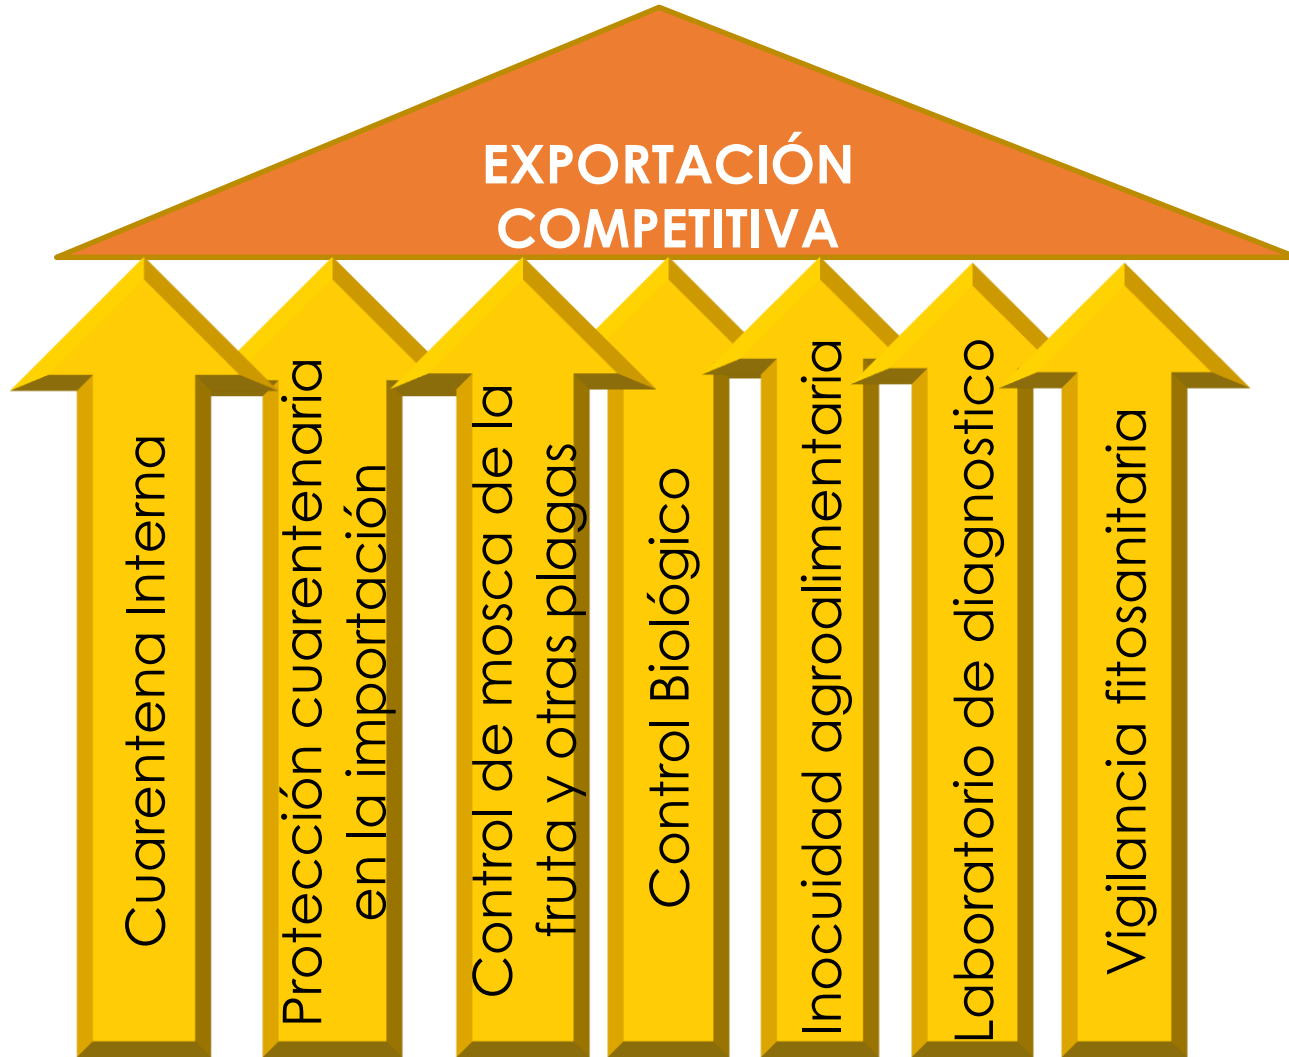 EXPORTACIÓN
COMPETITIVA
Cuarentena Interna
Protección cuarentenaria
en la importación
Control de mosca de la
fruta y otras plagas
Control Biológico
Inocuidad agroalimentaria
Laboratorio de diagnostico
Vigilancia fitosanitaria